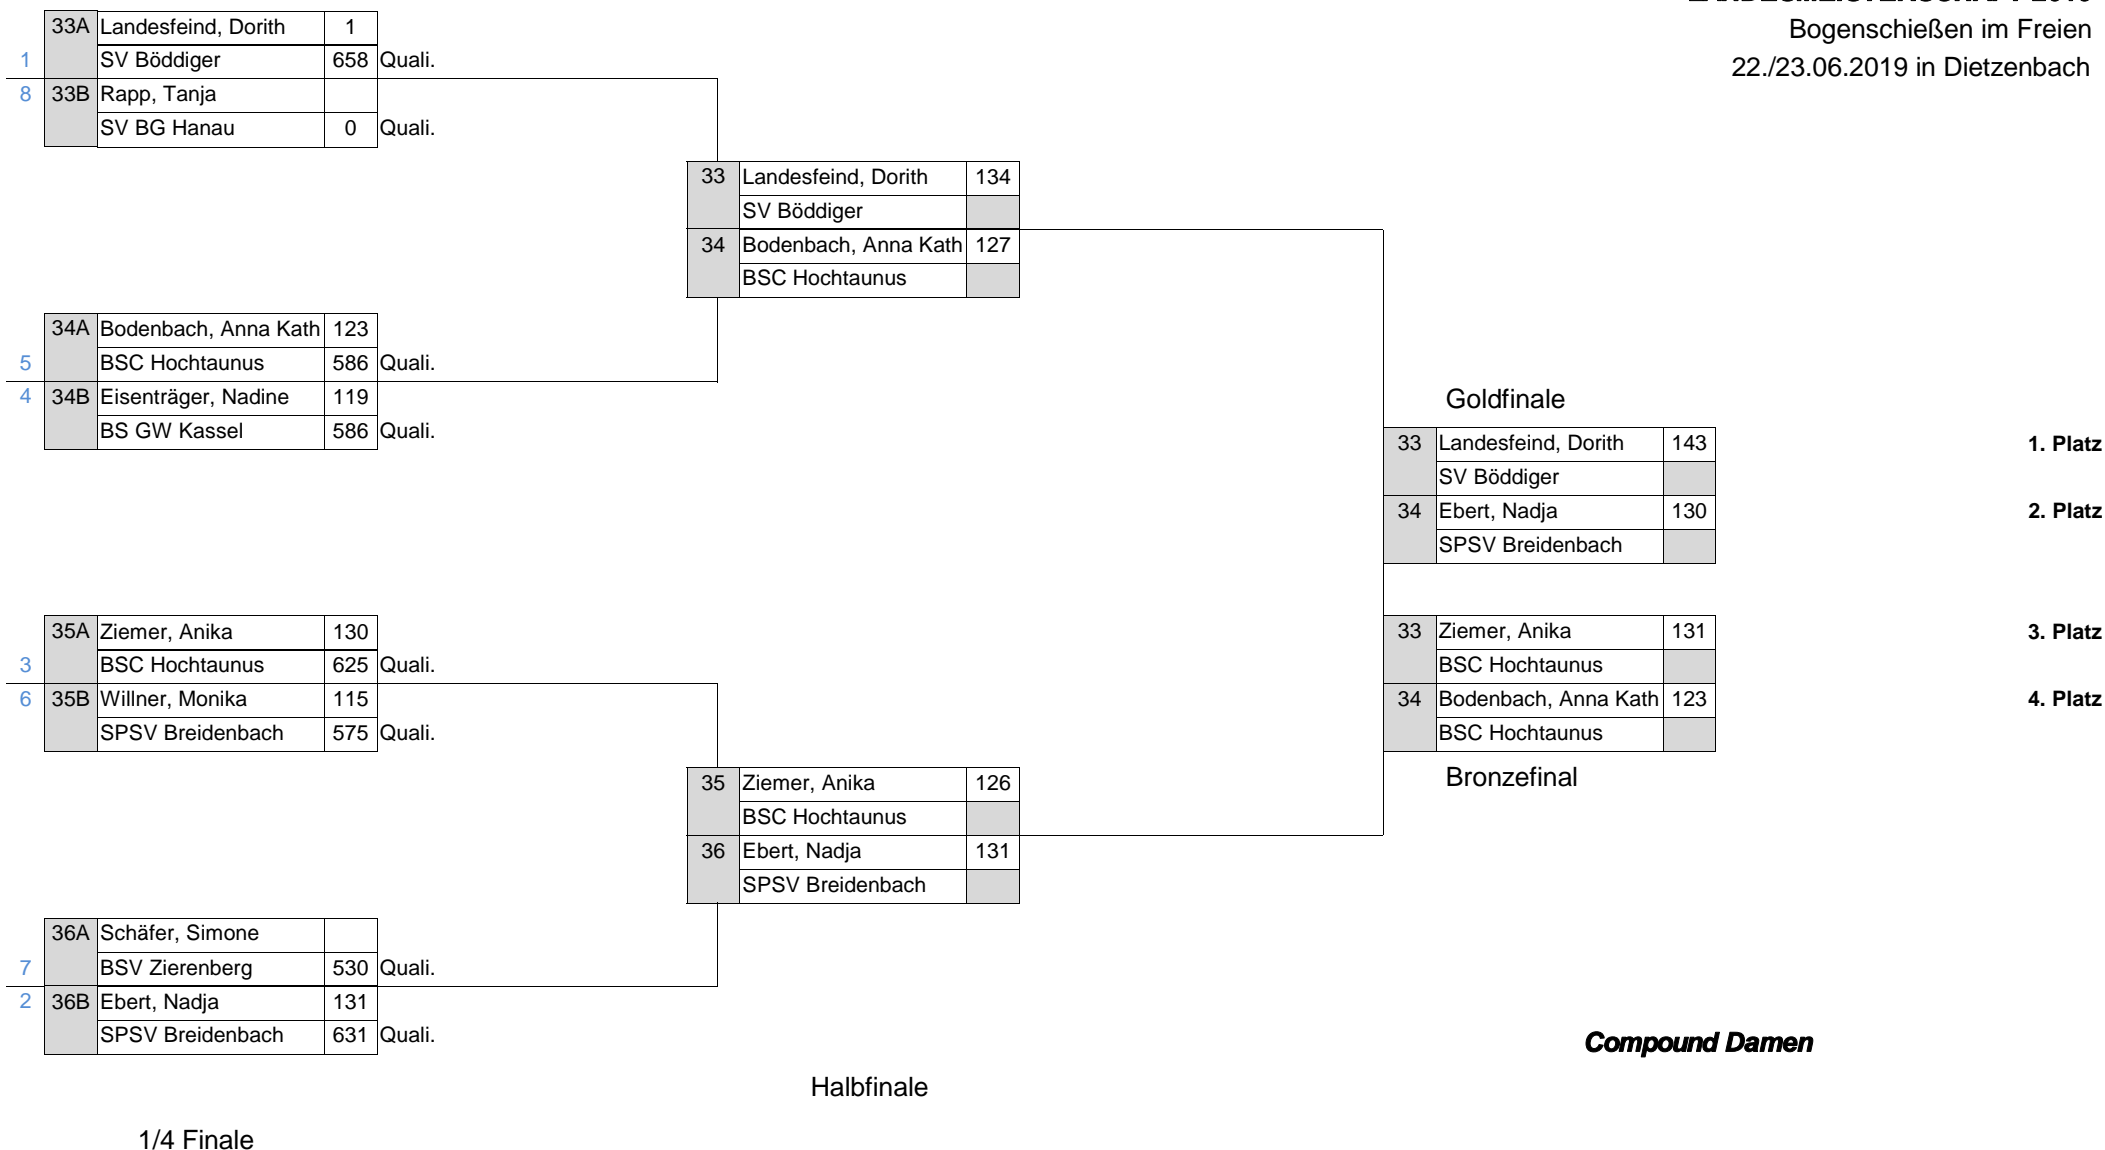 33A Landesfeind, Dorith 1
1 SV Böddiger 658 Quali.
8 33B Rapp, Tanja
SV BG Hanau 0 Quali.
Bogenschießen im Freien
22./23.06.2019 in Dietzenbach
33 Landesfeind, Dorith 134
SV Böddiger
34 Bodenbach, Anna Kath 127
BSC Hochtaunus
34A Bodenbach, Anna Kath 123
5 BSC Hochtaunus 586 Quali.
4 34B Eisenträger, Nadine 119
BS GW Kassel 586 Quali.
Goldfinale
33 Landesfeind, Dorith 143 1. Platz
SV Böddiger
34 Ebert, Nadja 130 2. Platz
SPSV Breidenbach
35A Ziemer, Anika 130
3 BSC Hochtaunus 625 Quali.
6 35B Willner, Monika 115
SPSV Breidenbach 575 Quali.
33 Ziemer, Anika 131 3. Platz
BSC Hochtaunus
34 Bodenbach, Anna Kath 123 4. Platz
BSC Hochtaunus
Bronzefinal
35 Ziemer, Anika 126
BSC Hochtaunus
36 Ebert, Nadja 131
SPSV Breidenbach
36A Schäfer, Simone
7 BSV Zierenberg 530 Quali.
2 36B Ebert, Nadja 131
SPSV Breidenbach 631 Quali.
Compound Damen
Halbfinale
1/4 Finale